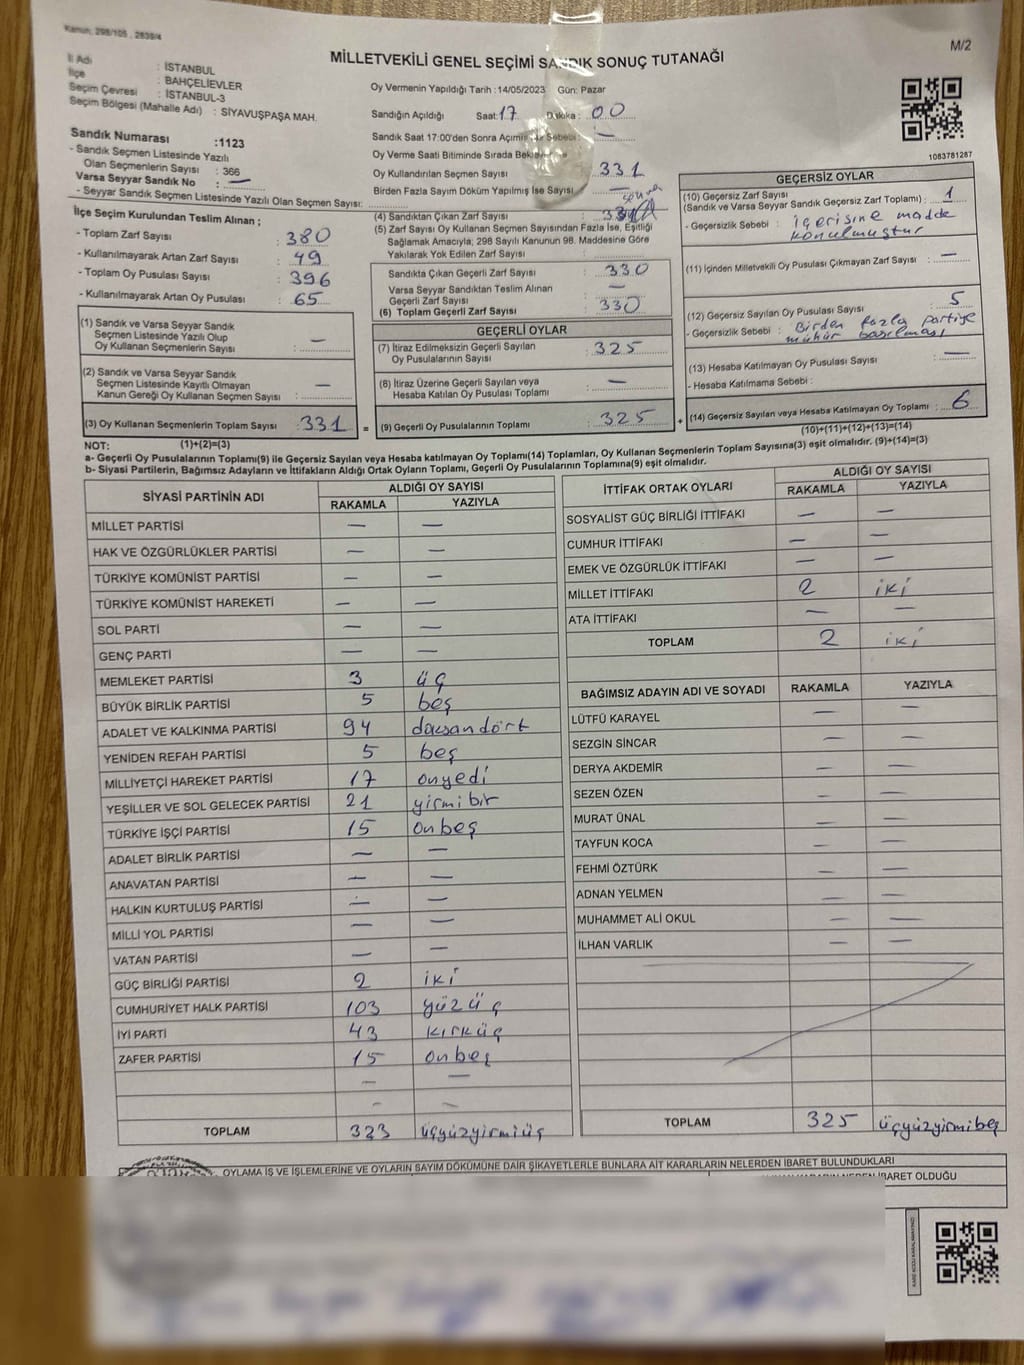 Kanun, 298/105 , 2839/4
M/2
MİLLETVEKİLİ GENEL SEÇİMİ SANDIK SONUÇ TUTANAĞI
İl Adı : İSTANBUL
İlçe : BAHÇELİEVLER
Seçim Çevresi : İSTANBUL-3
Seçim Bölgesi (Mahalle Adı) : SİYAVUŞPAŞA MAH.
Oy Vermenin Yapıldığı Tarih :14/05/2023 Gün: Pazar
Sandığın Açıldığı Saat: 17 Dakika : 00
Sandık Saat 17:00'den Sonra Açılmış Sebebi : —
Oy Verme Saati Bitiminde Sırada
Oy Kullandırılan Seçmen Sayısı 331
Birden Fazla Sayım Döküm Yapılmış İse Sayısı —
1083781287
Sandık Numarası :1123
- Sandık Seçmen Listesinde Yazılı
Olan Seçmenlerin Sayısı : 366
Varsa Seyyar Sandık No : —
- Seyyar Sandık Seçmen Listesinde Yazılı Olan Seçmen Sayısı:
İlçe Seçim Kurulundan Teslim Alınan ;
- Toplam Zarf Sayısı : 380
- Kullanılmayarak Artan Zarf Sayısı : 49
- Toplam Oy Pusulası Sayısı : 396
- Kullanılmayarak Artan Oy Pusulası : 65
(1) Sandık ve Varsa Seyyar Sandık
Seçmen Listesinde Yazılı Olup
Oy Kullanan Seçmenlerin Sayısı : —
(2) Sandık ve Varsa Seyyar Sandık
Seçmen Listesinde Kayıtlı Olmayan
Kanun Gereği Oy Kullanan Seçmen Sayısı : —
(3) Oy Kullanan Seçmenlerin Toplam Sayısı :331 =
(4) Sandıktan Çıkan Zarf Sayısı :
(5) Zarf Sayısı Oy Kullanan Seçmen Sayısından Fazla İse, Eşitliği
Sağlamak Amacıyla; 298 Sayılı Kanunun 98. Maddesine Göre
Yakılarak Yok Edilen Zarf Sayısı :
Sandıkta Çıkan Geçerli Zarf Sayısı : 330
Varsa Seyyar Sandıktan Teslim Alınan
Geçerli Zarf Sayısı : —
(6) Toplam Geçerli Zarf Sayısı : 330
GEÇERLİ OYLAR
(7) İtiraz Edilmeksizin Geçerli Sayılan
Oy Pusulalarının Sayısı : 325
(8) İtiraz Üzerine Geçerli Sayılan veya
Hesaba Katılan Oy Pusulası Toplamı : —
(9) Geçerli Oy Pusulalarının Toplamı : 325 +
GEÇERSİZ OYLAR
(10) Geçersiz Zarf Sayısı
(Sandık ve Varsa Seyyar Sandık Geçersiz Zarf Toplamı) : 1
- Geçersizlik Sebebi : içerisine madde
konulmuştur
(11) İçinden Milletvekili Oy Pusulası Çıkmayan Zarf Sayısı : —
(12) Geçersiz Sayılan Oy Pusulası Sayısı : 5
- Geçersizlik Sebebi : Birden fazla partiye
mühür basılması
(13) Hesaba Katılmayan Oy Pusulası Sayısı : —
- Hesaba Katılmama Sebebi :
(14) Geçersiz Sayılan veya Hesaba Katılmayan Oy Toplamı : 6
NOT: (1)+(2)=(3)
(10)+(11)+(12)+(13)=(14)
a- Geçerli Oy Pusulalarının Toplamı(9) ile Geçersiz Sayılan veya Hesaba katılmayan Oy Toplamı(14) Toplamları, Oy Kullanan Seçmenlerin Toplam Sayısına(3) eşit olmalıdır. (9)+(14)=(3)
b- Siyasi Partilerin, Bağımsız Adayların ve İttifakların Aldığı Ortak Oyların Toplamı, Geçerli Oy Pusulalarının Toplamına(9) eşit olmalıdır.
SİYASİ PARTİNİN ADI ALDIĞI OY SAYISI
RAKAMLA YAZIYLA
MİLLET PARTİSİ — —
HAK VE ÖZGÜRLÜKLER PARTİSİ — —
TÜRKİYE KOMÜNİST PARTİSİ — —
TÜRKİYE KOMÜNİST HAREKETİ — —
SOL PARTİ — —
GENÇ PARTİ — —
MEMLEKET PARTİSİ 3 üç
BÜYÜK BİRLİK PARTİSİ 5 beş
ADALET VE KALKINMA PARTİSİ 94 doksandört
YENİDEN REFAH PARTİSİ 5 beş
MİLLİYETÇİ HAREKET PARTİSİ 17 onyedi
YEŞİLLER VE SOL GELECEK PARTİSİ 21 yirmibir
TÜRKİYE İŞÇİ PARTİSİ 15 onbeş
ADALET BİRLİK PARTİSİ — —
ANAVATAN PARTİSİ — —
HALKIN KURTULUŞ PARTİSİ — —
MİLLİ YOL PARTİSİ — —
VATAN PARTİSİ — —
GÜÇ BİRLİĞİ PARTİSİ 2 iki
CUMHURİYET HALK PARTİSİ 103 yüzüç
İYİ PARTİ 43 kırküç
ZAFER PARTİSİ 15 onbeş
— —
— —
TOPLAM 323 üçyüzyirmiüç
İTTİFAK ORTAK OYLARI ALDIĞI OY SAYISI
RAKAMLA YAZIYLA
SOSYALİST GÜÇ BİRLİĞİ İTTİFAKI — —
CUMHUR İTTİFAKI — —
EMEK VE ÖZGÜRLÜK İTTİFAKI — —
MİLLET İTTİFAKI 2 iki
ATA İTTİFAKI — —
TOPLAM 2 iki
BAĞIMSIZ ADAYIN ADI VE SOYADI RAKAMLA YAZIYLA
LÜTFÜ KARAYEL — —
SEZGİN SİNCAR — —
DERYA AKDEMİR — —
SEZEN ÖZEN — —
MURAT ÜNAL — —
TAYFUN KOCA — —
FEHMİ ÖZTÜRK — —
ADNAN YELMEN — —
MUHAMMET ALİ OKUL — —
İLHAN VARLIK — —
TOPLAM 325 üçyüzyirmibeş
OYLAMA İŞ VE İŞLEMLERİNE VE OYLARIN SAYIM DÖKÜMÜNE DAİR ŞİKAYETLERLE BUNLARA AİT KARARLARIN NELERDEN İBARET BULUNDUKLARI
İBARET OLDUĞU